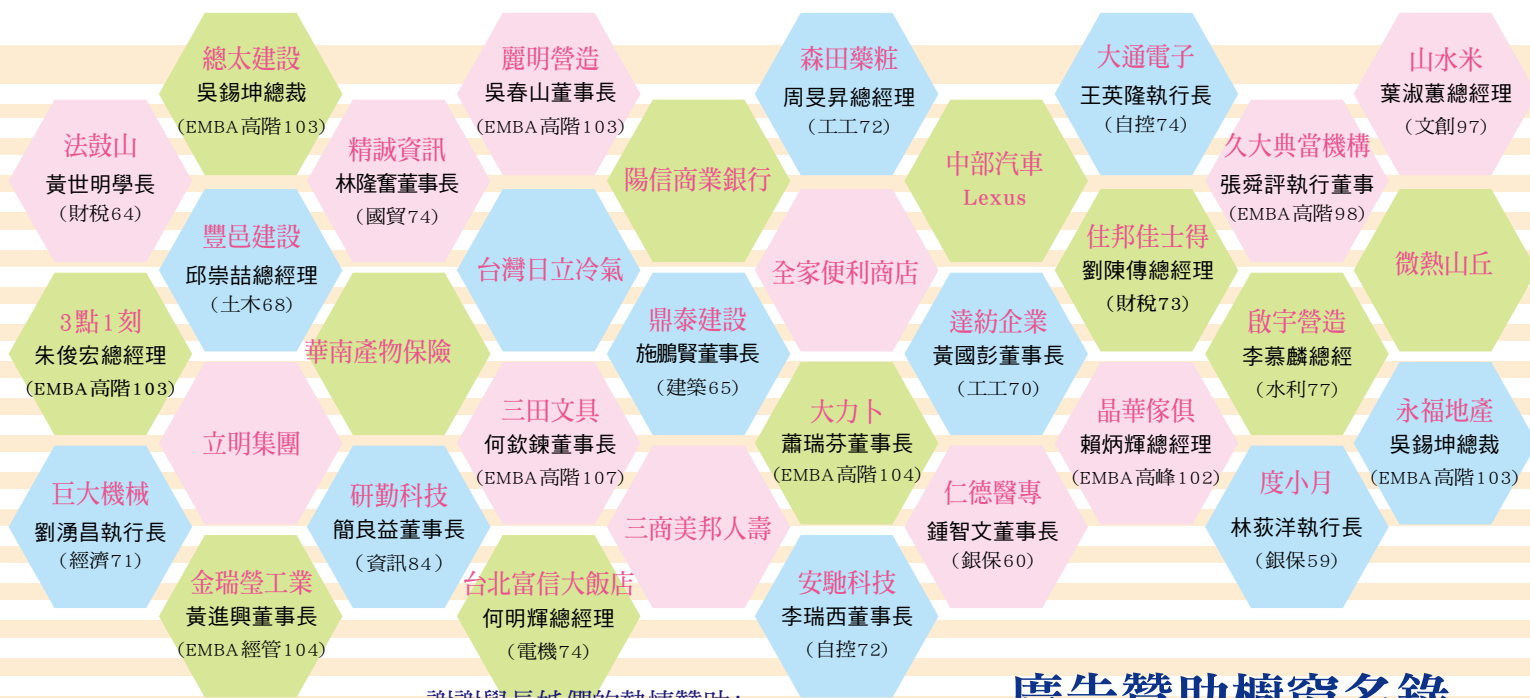 總太建設
吳錫坤總裁
(EMBA高階103)
麗明營造
吳春山董事長
(EMBA高階103)
森田藥粧
周旻昇總經理
(工工72)
大通電子
王英隆執行長
(自控74)
山水米
葉淑蕙總經理
(文創97)
法鼓山
黃世明學長
(財稅64)
精誠資訊
林隆奮董事長
(國貿74)
陽信商業銀行
中部汽車
Lexus
久大典當機構
張舜評執行董事
(EMBA高階98)
豐邑建設
邱崇喆總經理
(土木68)
台灣日立冷氣
全家便利商店
住邦佳士得
劉陳傳總經理
(財稅73)
微熱山丘
3點1刻
朱俊宏總經理
(EMBA高階103)
華南產物保險
鼎泰建設
施鵬賢董事長
(建築65)
達紡企業
黃國彭董事長
(工工70)
啟宇營造
李慕麟總經
(水利77)
立明集團
三田文具
何欽鍊董事長
(EMBA高階107)
大力卜
蕭瑞芬董事長
(EMBA高階104)
晶華傢俱
賴炳輝總經理
(EMBA高峰102)
永福地產
吳錫坤總裁
(EMBA高階103)
巨大機械
劉湧昌執行長
(經濟71)
研勤科技
簡良益董事長
(資訊84)
三商美邦人壽
仁德醫專
鍾智文董事長
(銀保60)
度小月
林荻洋執行長
(銀保59)
金瑞瑩工業
黃進興董事長
(EMBA經管104)
台北富信大飯店
何明輝總經理
(電機74)
安馳科技
李瑞西董事長
(自控72)
謝謝學長姊們的熱情贊助!
廣告贊助櫥窗名錄